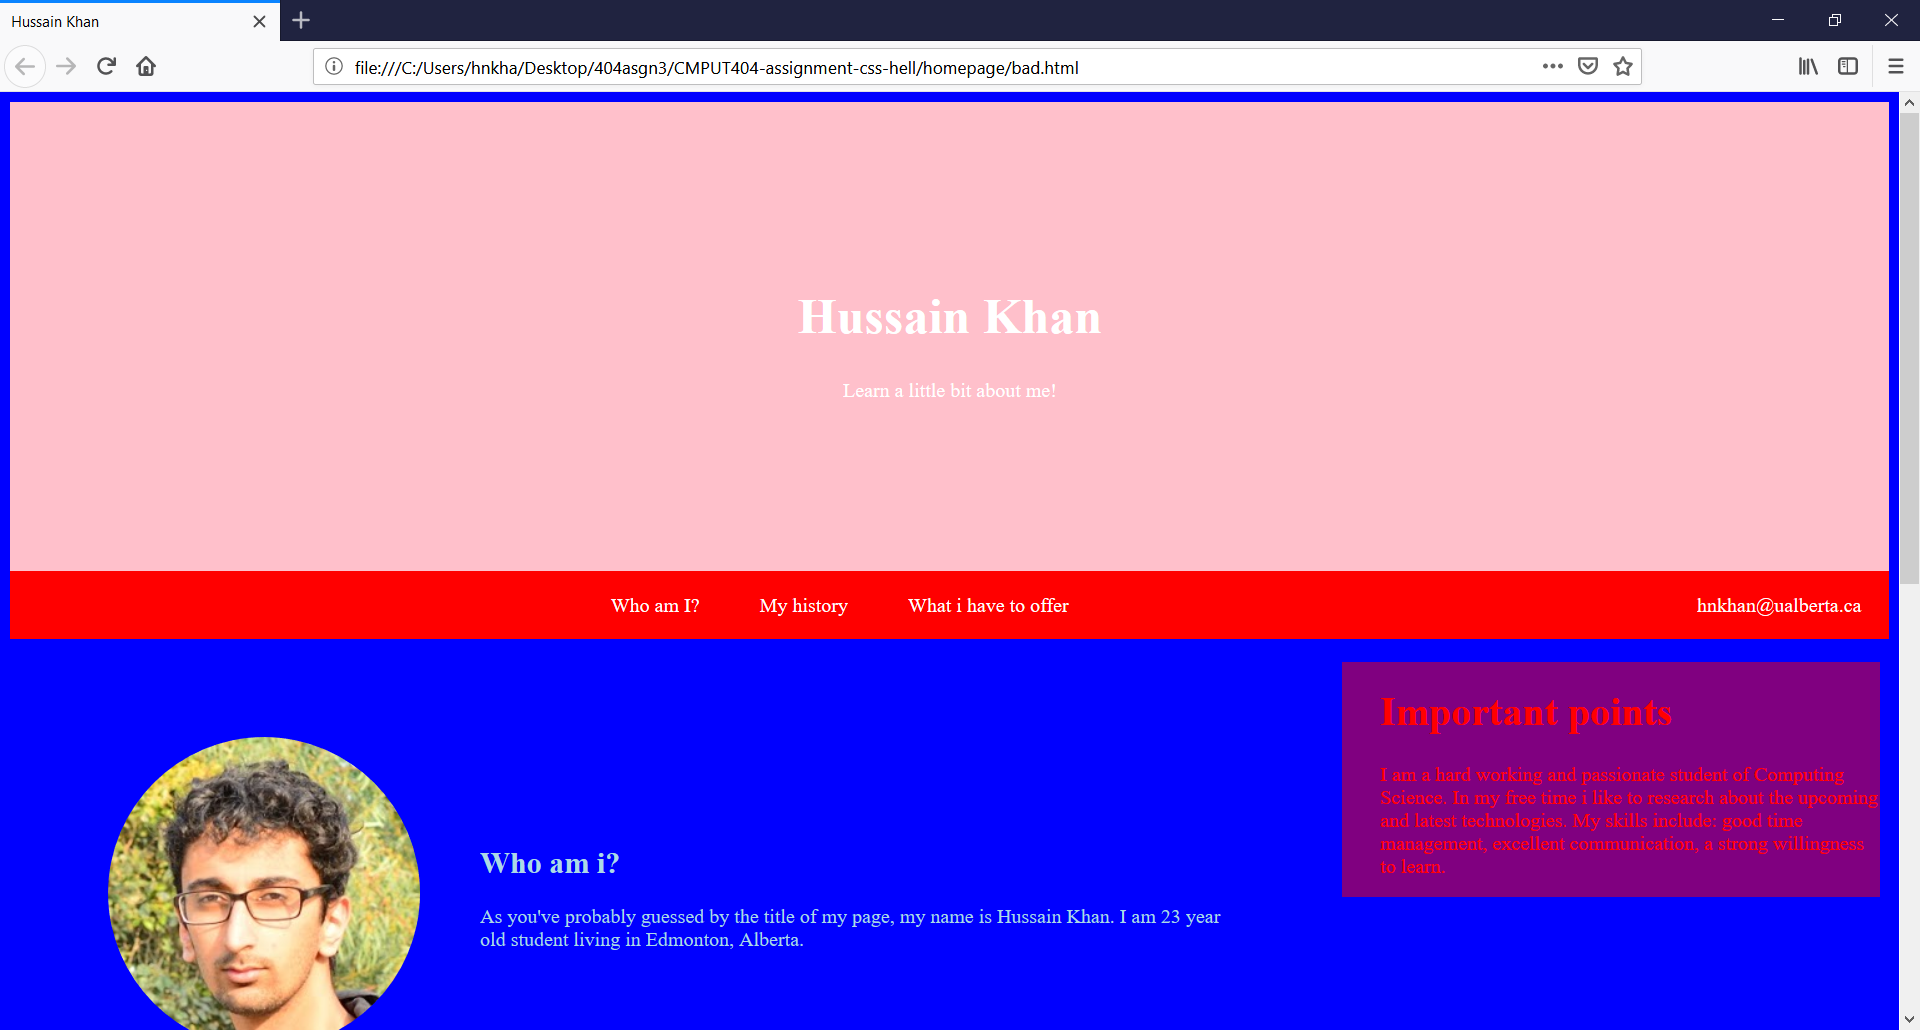 Hussain Khan
file:///C:/Users/hnkha/Desktop/404asgn3/CMPUT404-assignment-css-hell/homepage/bad.html
Hussain Khan
Learn a little bit about me!
Who am I? My history What i have to offer hnkhan@ualberta.ca
Important points
I am a hard working and passionate student of Computing
Science. In my free time i like to research about the upcoming
and latest technologies. My skills include: good time
management, excellent communication, a strong willingness
to learn.
Who am i?
As you've probably guessed by the title of my page, my name is Hussain Khan. I am 23 year
old student living in Edmonton, Alberta.